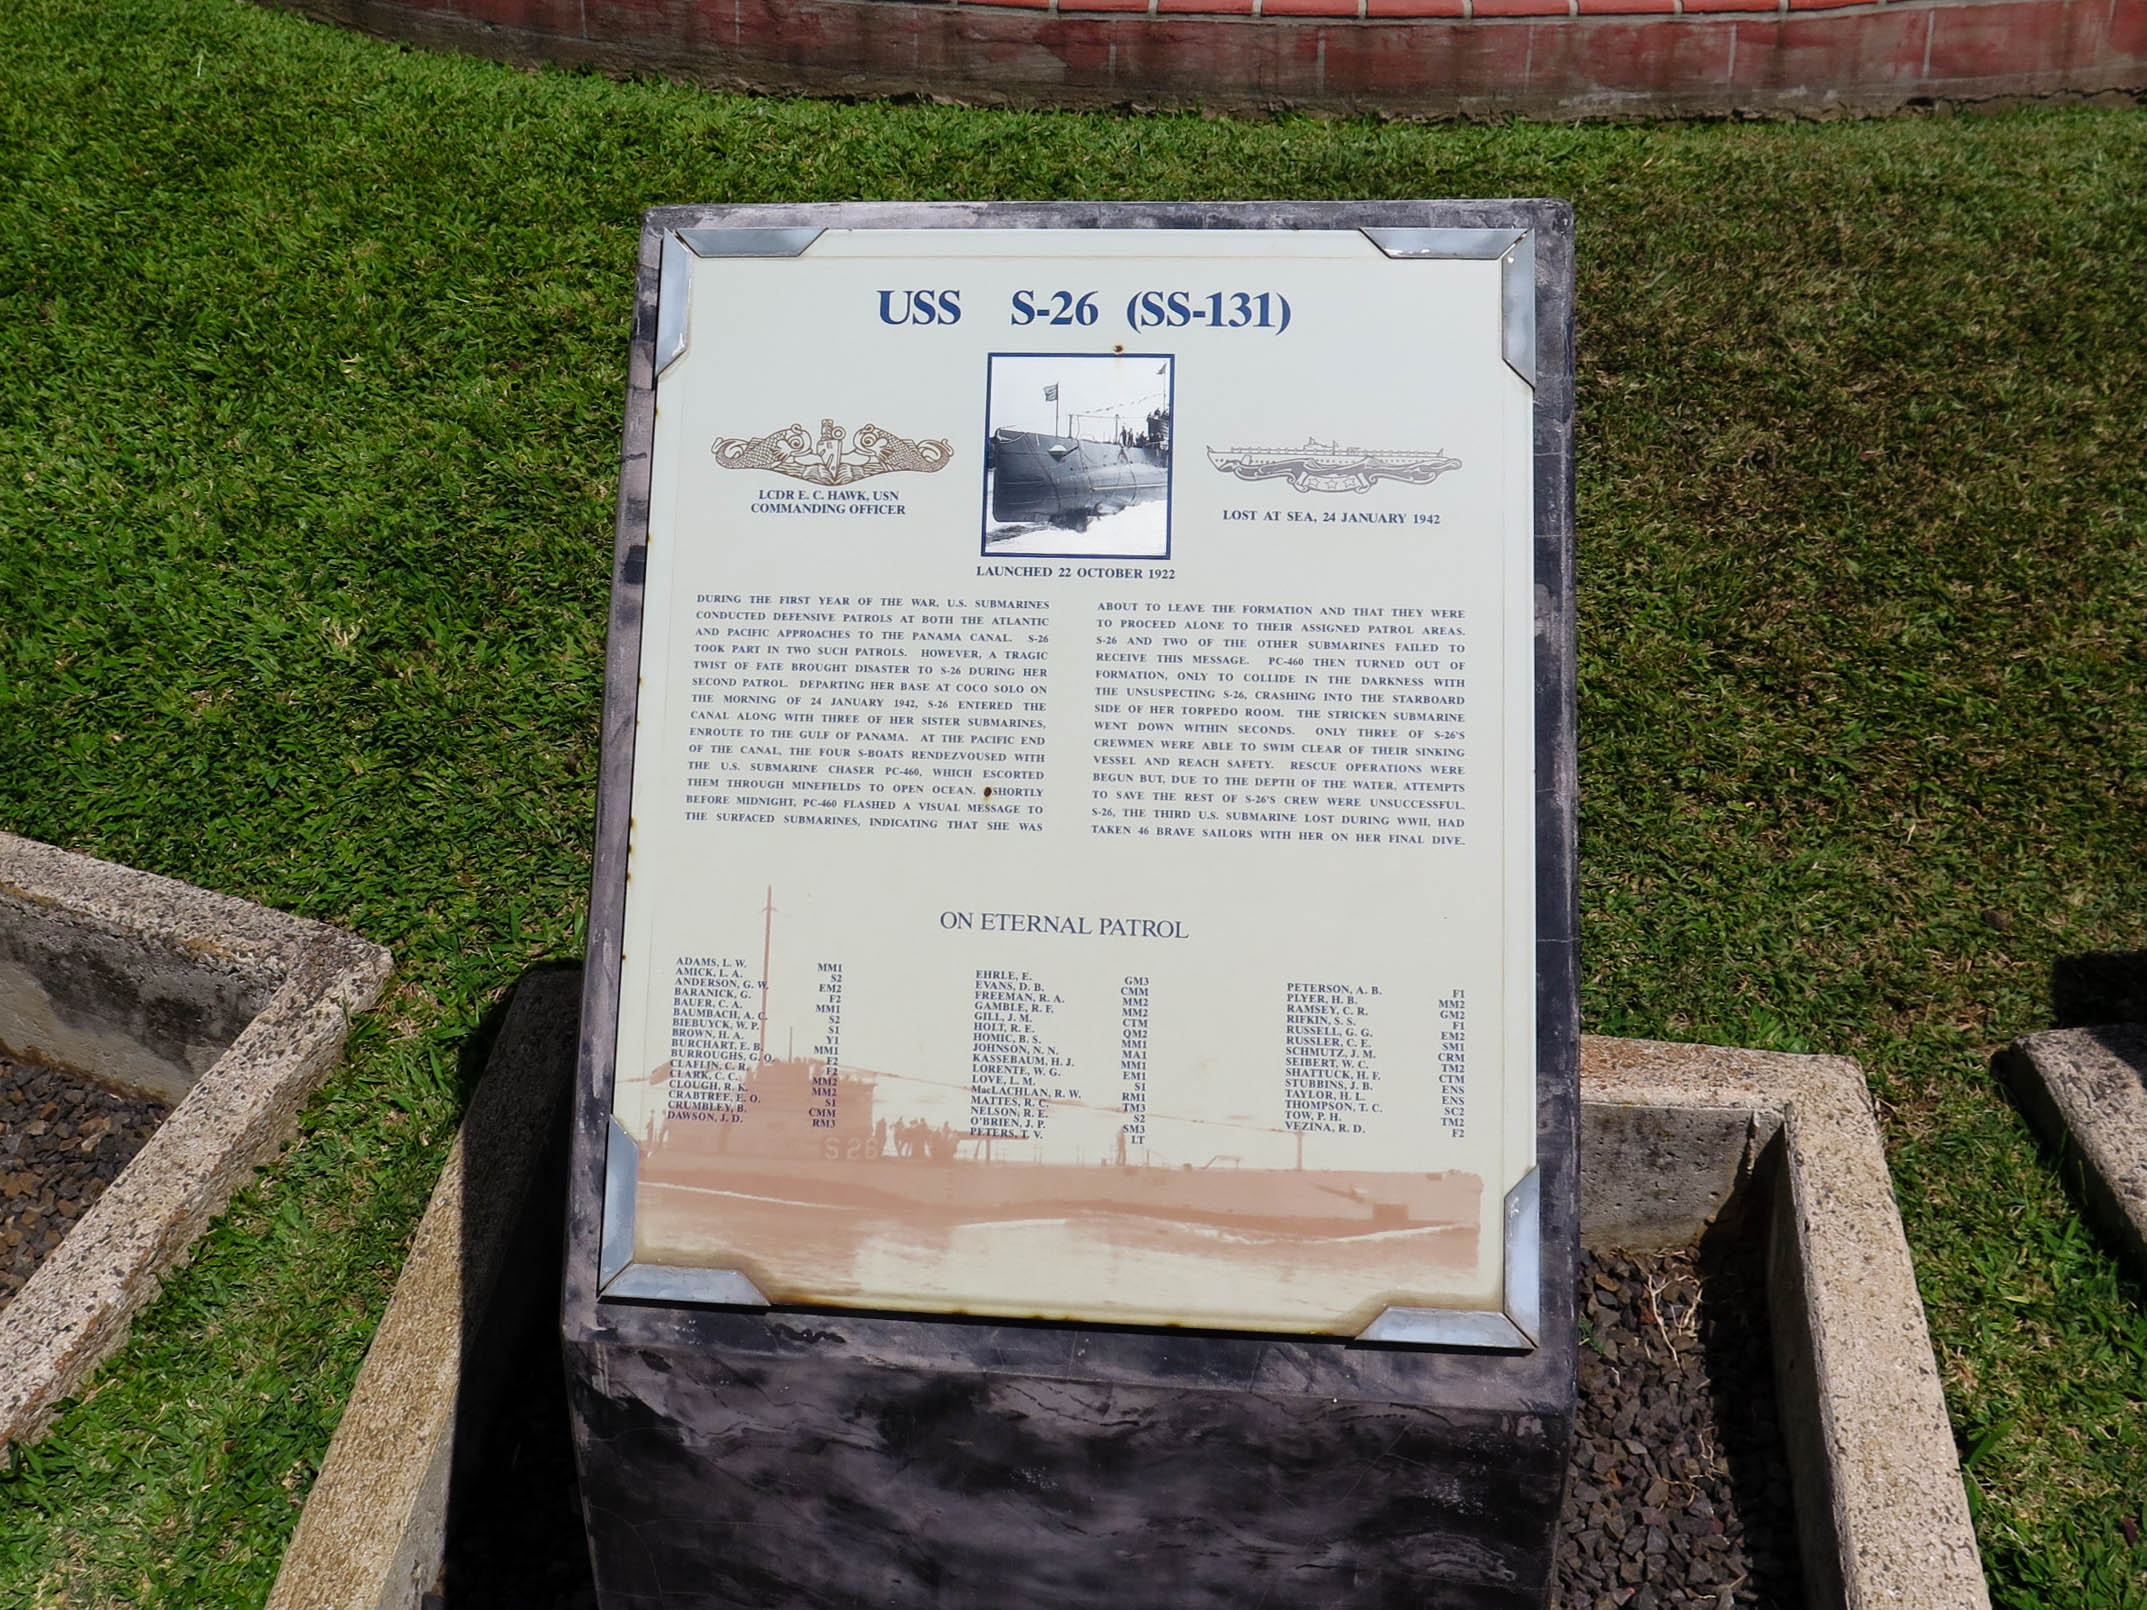 USS S-26 (SS-131)
LCDR E. C. HAWK, USN
COMMANDING OFFICER
LOST AT SEA, 24 JANUARY 1942
LAUNCHED 22 OCTOBER 1922
DURING THE FIRST YEAR OF THE WAR, U.S. SUBMARINES
CONDUCTED DEFENSIVE PATROLS AT BOTH THE ATLANTIC
AND PACIFIC APPROACHES TO THE PANAMA CANAL. S-26
TOOK PART IN TWO SUCH PATROLS. HOWEVER, A TRAGIC
TWIST OF FATE BROUGHT DISASTER TO S-26 DURING HER
SECOND PATROL. DEPARTING HER BASE AT COCO SOLO ON
THE MORNING OF 24 JANUARY 1942, S-26 ENTERED THE
CANAL ALONG WITH THREE OF HER SISTER SUBMARINES,
ENROUTE TO THE GULF OF PANAMA. AT THE PACIFIC END
OF THE CANAL, THE FOUR S-BOATS RENDEZVOUSED WITH
THE U.S. SUBMARINE CHASER PC-460, WHICH ESCORTED
THEM THROUGH MINEFIELDS TO OPEN OCEAN. SHORTLY
BEFORE MIDNIGHT, PC-460 FLASHED A VISUAL MESSAGE TO
THE SURFACED SUBMARINES, INDICATING THAT SHE WAS
ABOUT TO LEAVE THE FORMATION AND THAT THEY WERE
TO PROCEED ALONE TO THEIR ASSIGNED PATROL AREAS.
S-26 AND TWO OF THE OTHER SUBMARINES FAILED TO
RECEIVE THIS MESSAGE. PC-460 THEN TURNED OUT OF
FORMATION, ONLY TO COLLIDE IN THE DARKNESS WITH
THE UNSUSPECTING S-26, CRASHING INTO THE STARBOARD
SIDE OF HER TORPEDO ROOM. THE STRICKEN SUBMARINE
WENT DOWN WITHIN SECONDS. ONLY THREE OF S-26'S
CREWMEN WERE ABLE TO SWIM CLEAR OF THEIR SINKING
VESSEL AND REACH SAFETY. RESCUE OPERATIONS WERE
BEGUN BUT, DUE TO THE DEPTH OF THE WATER, ATTEMPTS
TO SAVE THE REST OF S-26'S CREW WERE UNSUCCESSFUL.
S-26, THE THIRD U.S. SUBMARINE LOST DURING WWII, HAD
TAKEN 46 BRAVE SAILORS WITH HER ON HER FINAL DIVE.
ON ETERNAL PATROL
ADAMS, L. W. MM1
AMICK, L. A. S2
ANDERSON, G. W. EM2
BARANICK, G. F2
BAUER, C. A. MM1
BAUMBACH, A. C. S2
BIEBUYCK, W. P. S1
BROWN, H. A. Y1
BURCHART, E. B. MM1
BURROUGHS, G. O. F2
CLAFLIN, C. R. F2
CLARK, C. C. MM2
CLOUGH, R. K. MM2
CRABTREE, E. O. S1
CRUMBLEY, B. CMM
DAWSON, J. D. RM3
EHRLE, E. GM3
EVANS, D. B. CMM
FREEMAN, R. A. MM2
GAMBLE, R. F. MM2
GILL, J. M. CTM
HOLT, R. E. QM2
HOMIC, B. S. MM1
JOHNSON, N. N. MA1
KASSEBAUM, H. J. MM1
LORENTE, W. G. EM1
LOVE, L. M. S1
MacLACHLAN, R. W. RM1
MATTES, R. C. TM3
NELSON, R. E. S2
O'BRIEN, J. P. SM3
PETERS, T. V. LT
PETERSON, A. B. F1
PLYER, H. B. MM2
RAMSEY, C. R. GM2
RIFKIN, S. S. F1
RUSSELL, G. G. EM2
RUSSLER, C. E. SM1
SCHMUTZ, J. M. CRM
SEIBERT, W. C. TM2
SHATTUCK, H. F. CTM
STUBBINS, J. B. ENS
TAYLOR, H. L. ENS
THOMPSON, T. C. SC2
TOW, P. H. TM2
VEZINA, R. D. F2
S 26